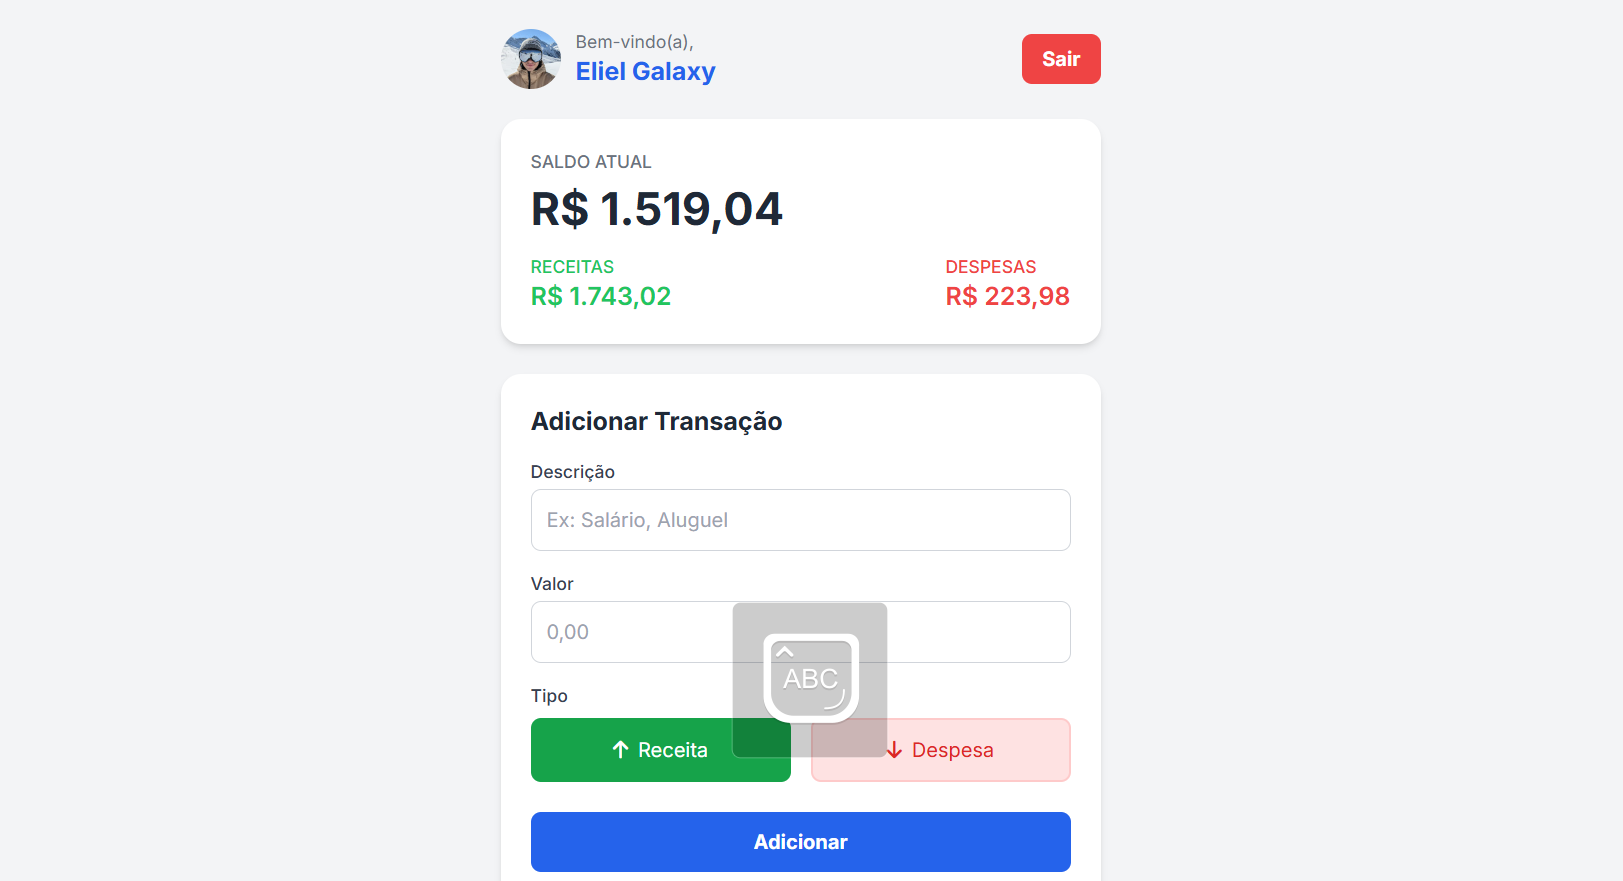 Bem-vindo(a),
Eliel Galaxy
Sair
SALDO ATUAL
R$ 1.519,04
RECEITAS
DESPESAS
R$ 1.743,02
R$ 223,98
Adicionar Transação
Descrição
Ex: Salário, Aluguel
Valor
0,00
ABC
Tipo
Receita
Despesa
Adicionar